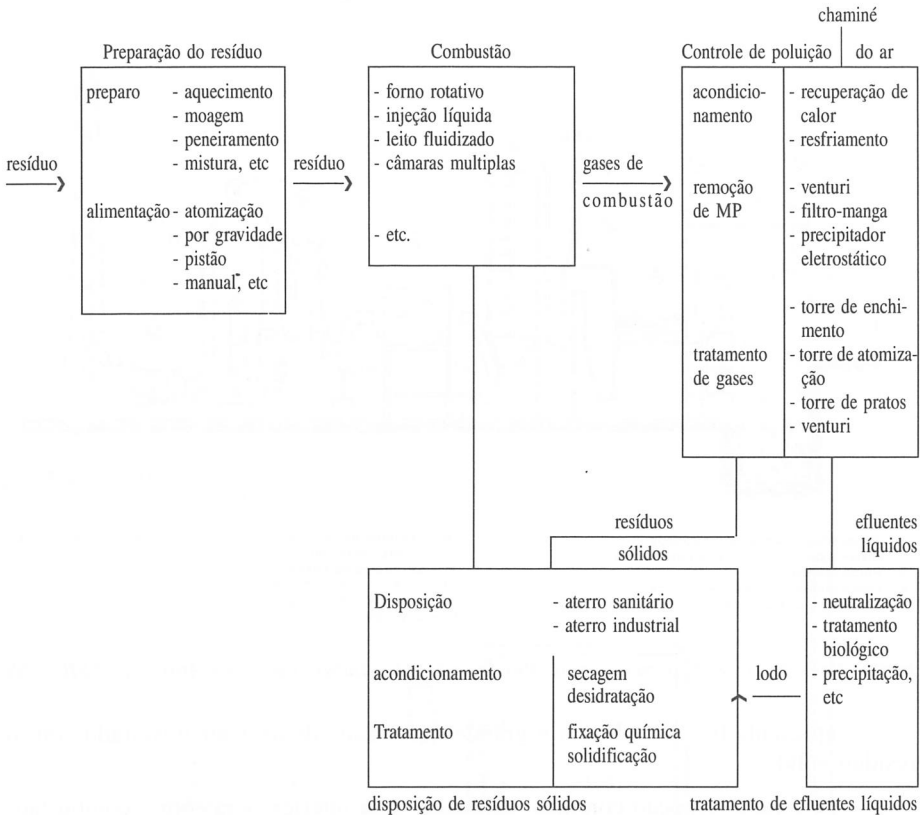 chaminé
Preparação do resíduo
preparo - aquecimento
- moagem
- peneiramento
- mistura, etc
alimentação - atomização
- por gravidade
- pistão
- manual, etc
resíduo
resíduo
Combustão
- forno rotativo
- injeção líquida
- leito fluidizado
- câmaras multiplas
- etc.
gases de
combustão
Controle de poluição do ar
acondicio-
namento
- recuperação de
calor
- resfriamento
remoção
de MP
- venturi
- filtro-manga
- precipitador
eletrostático
tratamento
de gases
- torre de enchi-
mento
- torre de atomiza-
ção
- torre de pratos
- venturi
resíduos
sólidos
efluentes
líquidos
Disposição - aterro sanitário
- aterro industrial
acondicionamento secagem
desidratação
Tratamento fixação química
solidificação
lodo
- neutralização
- tratamento
biológico
- precipitação,
etc
disposição de resíduos sólidos
tratamento de efluentes líquidos